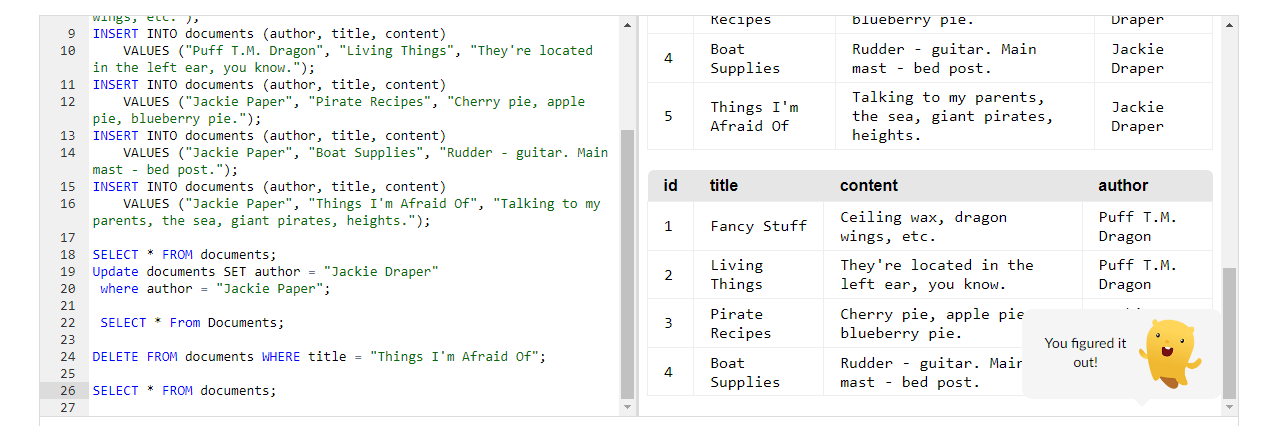 wings, etc.");
9 INSERT INTO documents (author, title, content)
10 VALUES ("Puff T.M. Dragon", "Living Things", "They're located
in the left ear, you know.");
11 INSERT INTO documents (author, title, content)
12 VALUES ("Jackie Paper", "Pirate Recipes", "Cherry pie, apple
pie, blueberry pie.");
13 INSERT INTO documents (author, title, content)
14 VALUES ("Jackie Paper", "Boat Supplies", "Rudder - guitar. Main
mast - bed post.");
15 INSERT INTO documents (author, title, content)
16 VALUES ("Jackie Paper", "Things I'm Afraid Of", "Talking to my
parents, the sea, giant pirates, heights.");
17
18 SELECT * FROM documents;
19 Update documents SET author = "Jackie Draper"
20 where author = "Jackie Paper";
21
22 SELECT * From Documents;
23
24 DELETE FROM documents WHERE title = "Things I'm Afraid Of";
25
26 SELECT * FROM documents;
27
Recipes blueberry pie. Draper
4 Boat Rudder - guitar. Main Jackie
Supplies mast - bed post. Draper
5 Things I'm Talking to my parents, Jackie
Afraid Of the sea, giant pirates, Draper
heights.
id title content author
1 Fancy Stuff Ceiling wax, dragon Puff T.M.
wings, etc. Dragon
2 Living They're located in the Puff T.M.
Things left ear, you know. Dragon
3 Pirate Cherry pie, apple pie
Recipes blueberry pie.
4 Boat Rudder - guitar. Main
Supplies mast - bed post.
You figured it
out!